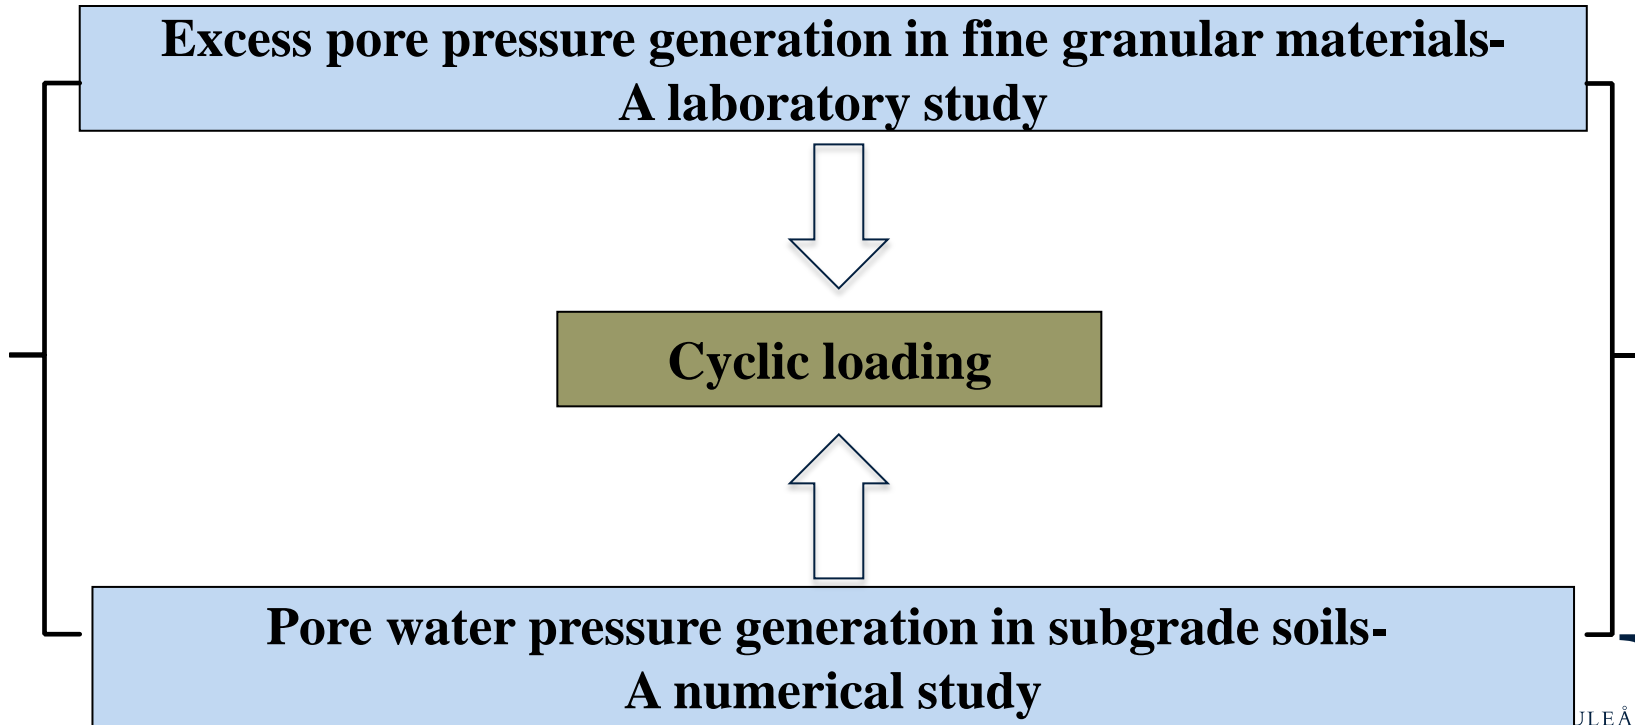 Excess pore pressure generation in fine granular materials-
A laboratory study
Cyclic loading
Pore water pressure generation in subgrade soils-
A numerical study
ULEÅ